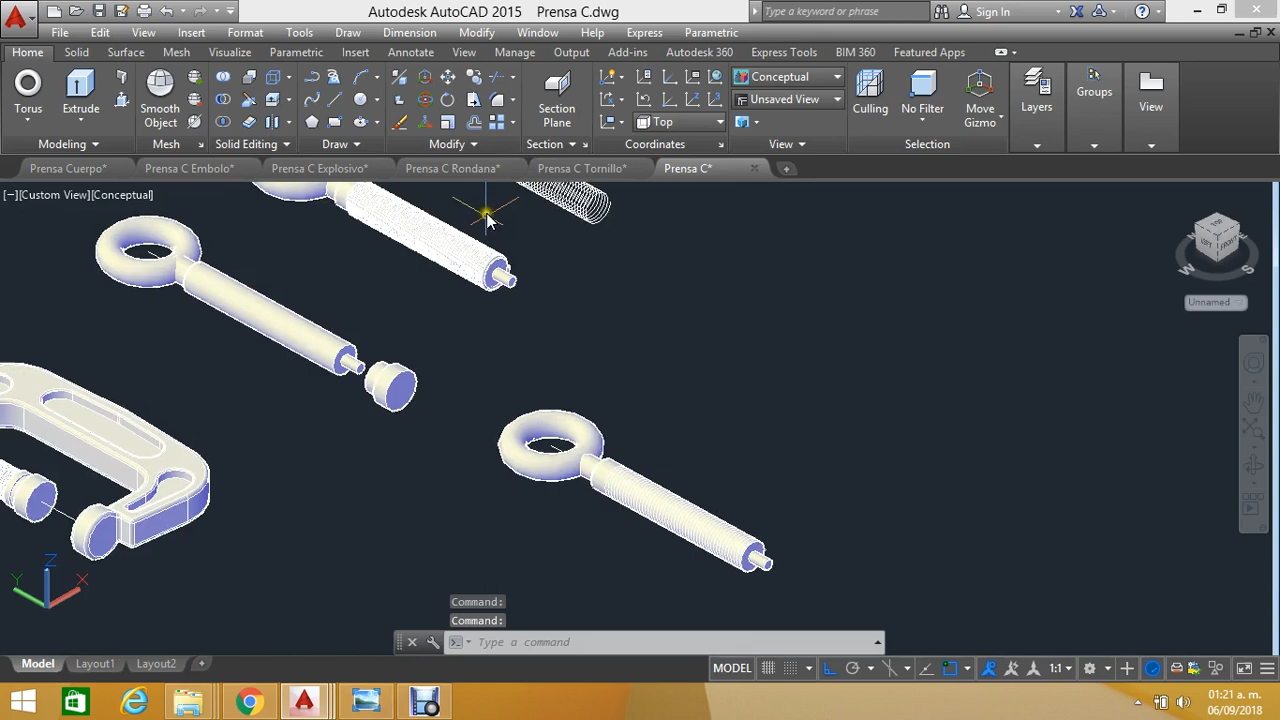 Autodesk AutoCAD 2015 Prensa C.dwg
Type a keyword or phrase
Sign In
File Edit View Insert Format Tools Draw Dimension Modify Window Help Express Parametric
Home Solid Surface Mesh Visualize Parametric Insert Annotate View Manage Output Add-ins Autodesk 360 Express Tools BIM 360 Featured Apps
Torus
Extrude
Smooth
Object
Section
Plane
Top
Conceptual
Unsaved View
Culling
No Filter
Move
Gizmo
Layers
Groups
View
Modeling Mesh Solid Editing Draw Modify Section Coordinates View Selection
Prensa Cuerpo* Prensa C Embolo* Prensa C Explosivo* Prensa C Rondana* Prensa C Tornillo* Prensa C*
[−][Custom View][Conceptual]
TOP
LEFT
FRONT
W
S
Unnamed
Z
Y
X
Command:
Command:
Type a command
Model Layout1 Layout2
MODEL
1:1
01:21 a. m.
06/09/2018